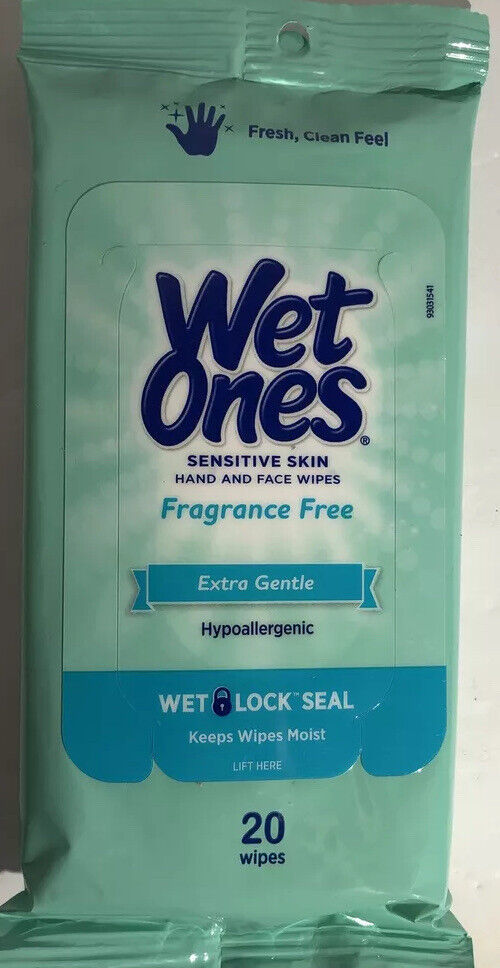 Fresh, Clean Feel
93031541
Wet
Ones®
SENSITIVE SKIN
HAND AND FACE WIPES
Fragrance Free
Extra Gentle
Hypoallergenic
WET LOCK™ SEAL
Keeps Wipes Moist
LIFT HERE
20
wipes